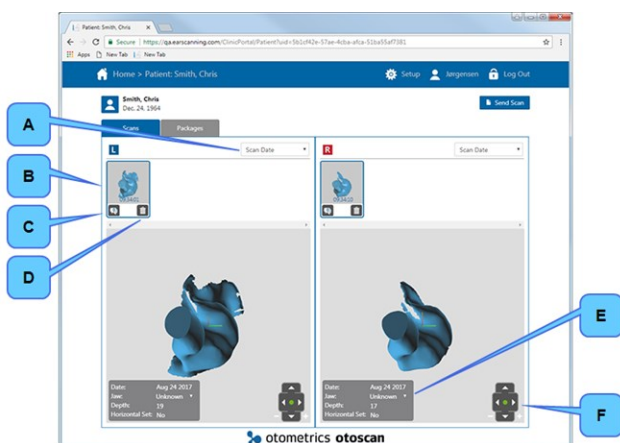 Patient: Smith, Chris
Secure | https://qa.earscanning.com/ClinicPortal/Patient?uid=5b1cf42e-57ae-4cba-afca-51ba55af7381
Apps New Tab New Tab
Home > Patient: Smith, Chris Setup Jørgensen Log Out
Smith, Chris
Dec. 24, 1964
Send Scan
Scans Packages
A
L Scan Date R Scan Date
B
C
D
E
Date: Aug 24 2017 Date: Aug 24 2017
Jaw: Unknown Jaw: Unknown
Depth: 19 Depth: 17
Horizontal Set: No Horizontal Set: No
F
otometrics otoscan